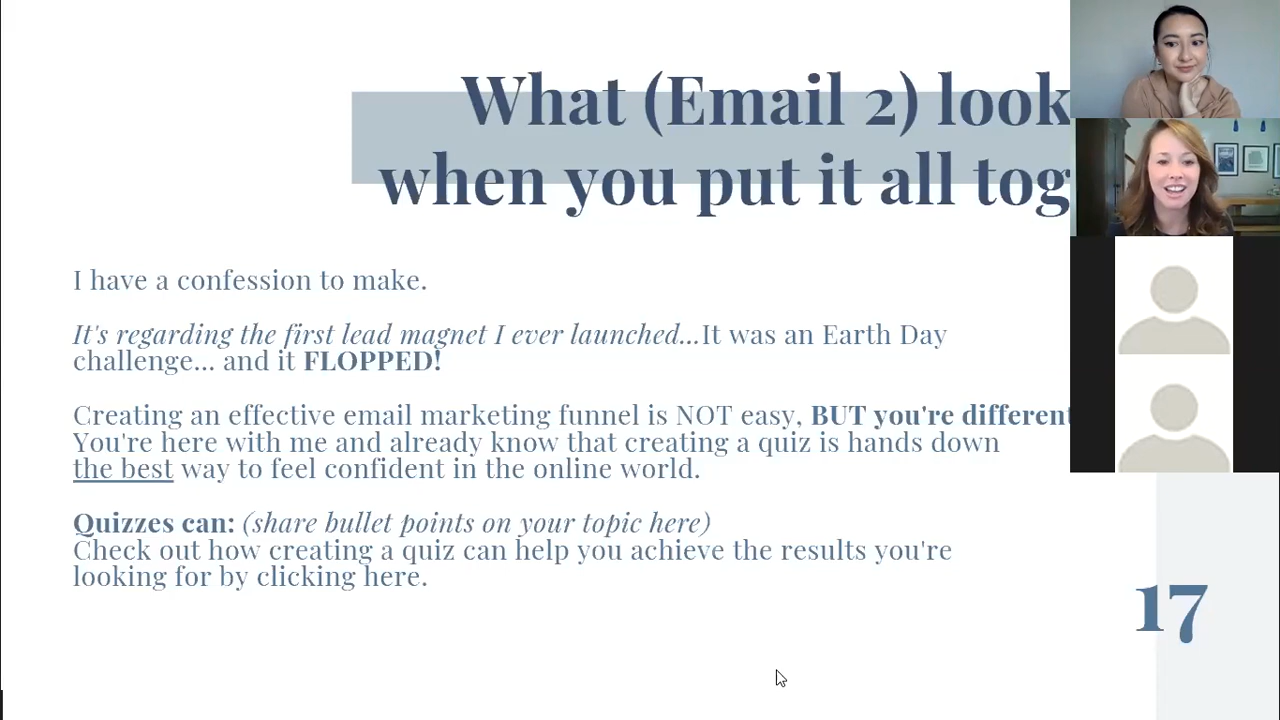 What (Email 2) look
when you put it all tog
I have a confession to make.
It's regarding the first lead magnet I ever launched...It was an Earth Day
challenge... and it FLOPPED!
Creating an effective email marketing funnel is NOT easy, BUT you're different
You're here with me and already know that creating a quiz is hands down
the best way to feel confident in the online world.
Quizzes can: (share bullet points on your topic here)
Check out how creating a quiz can help you achieve the results you're
looking for by clicking here.
17